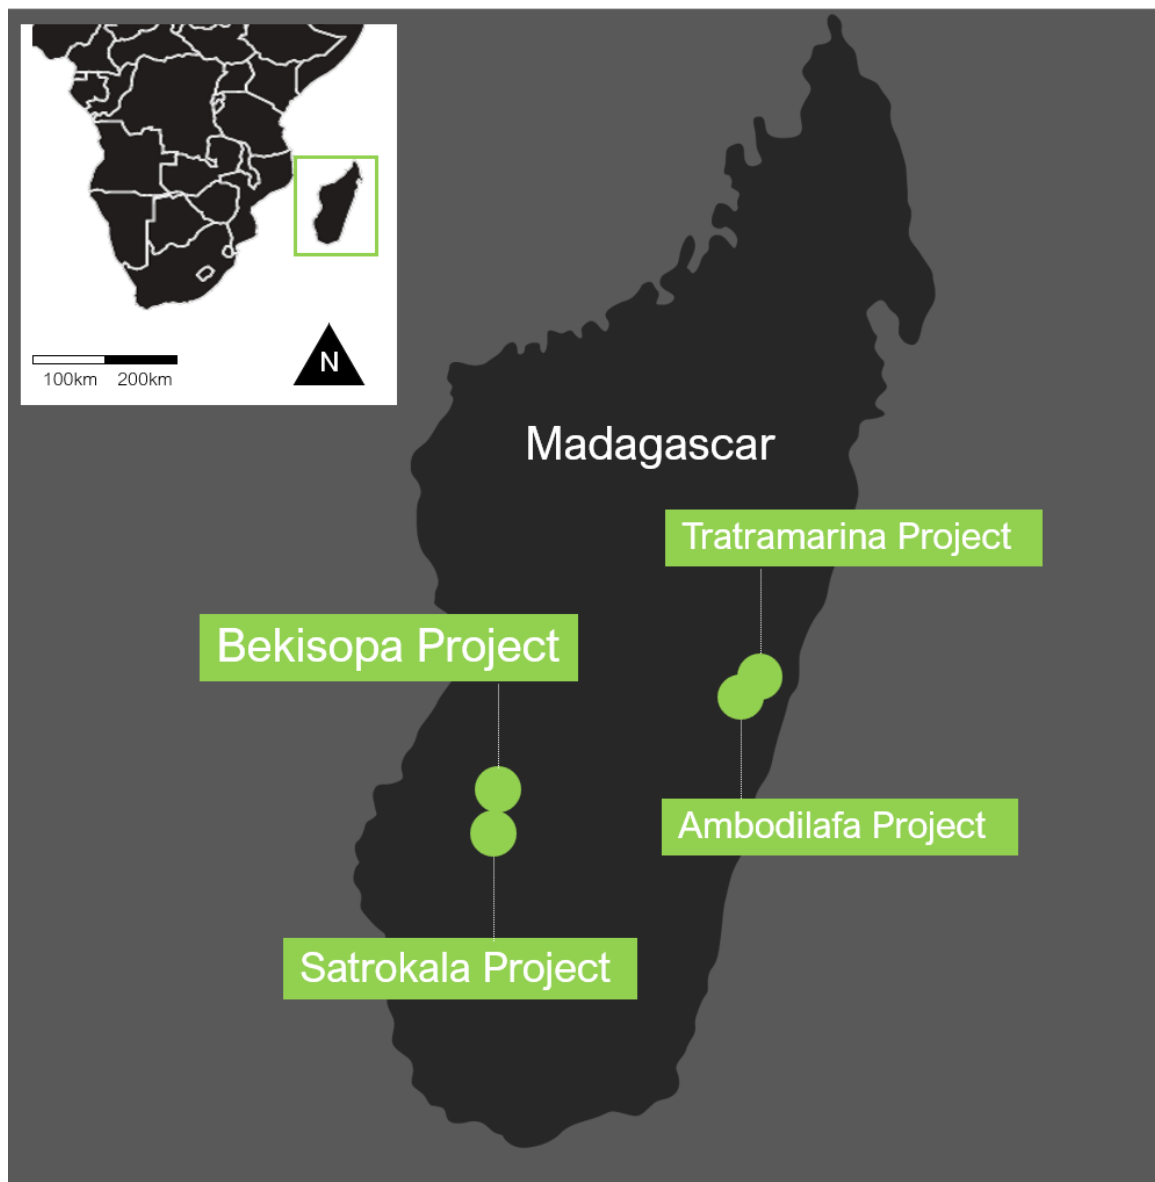 N
100km 200km
Madagascar
Tratramarina Project
Bekisopa Project
Ambodilafa Project
Satrokala Project